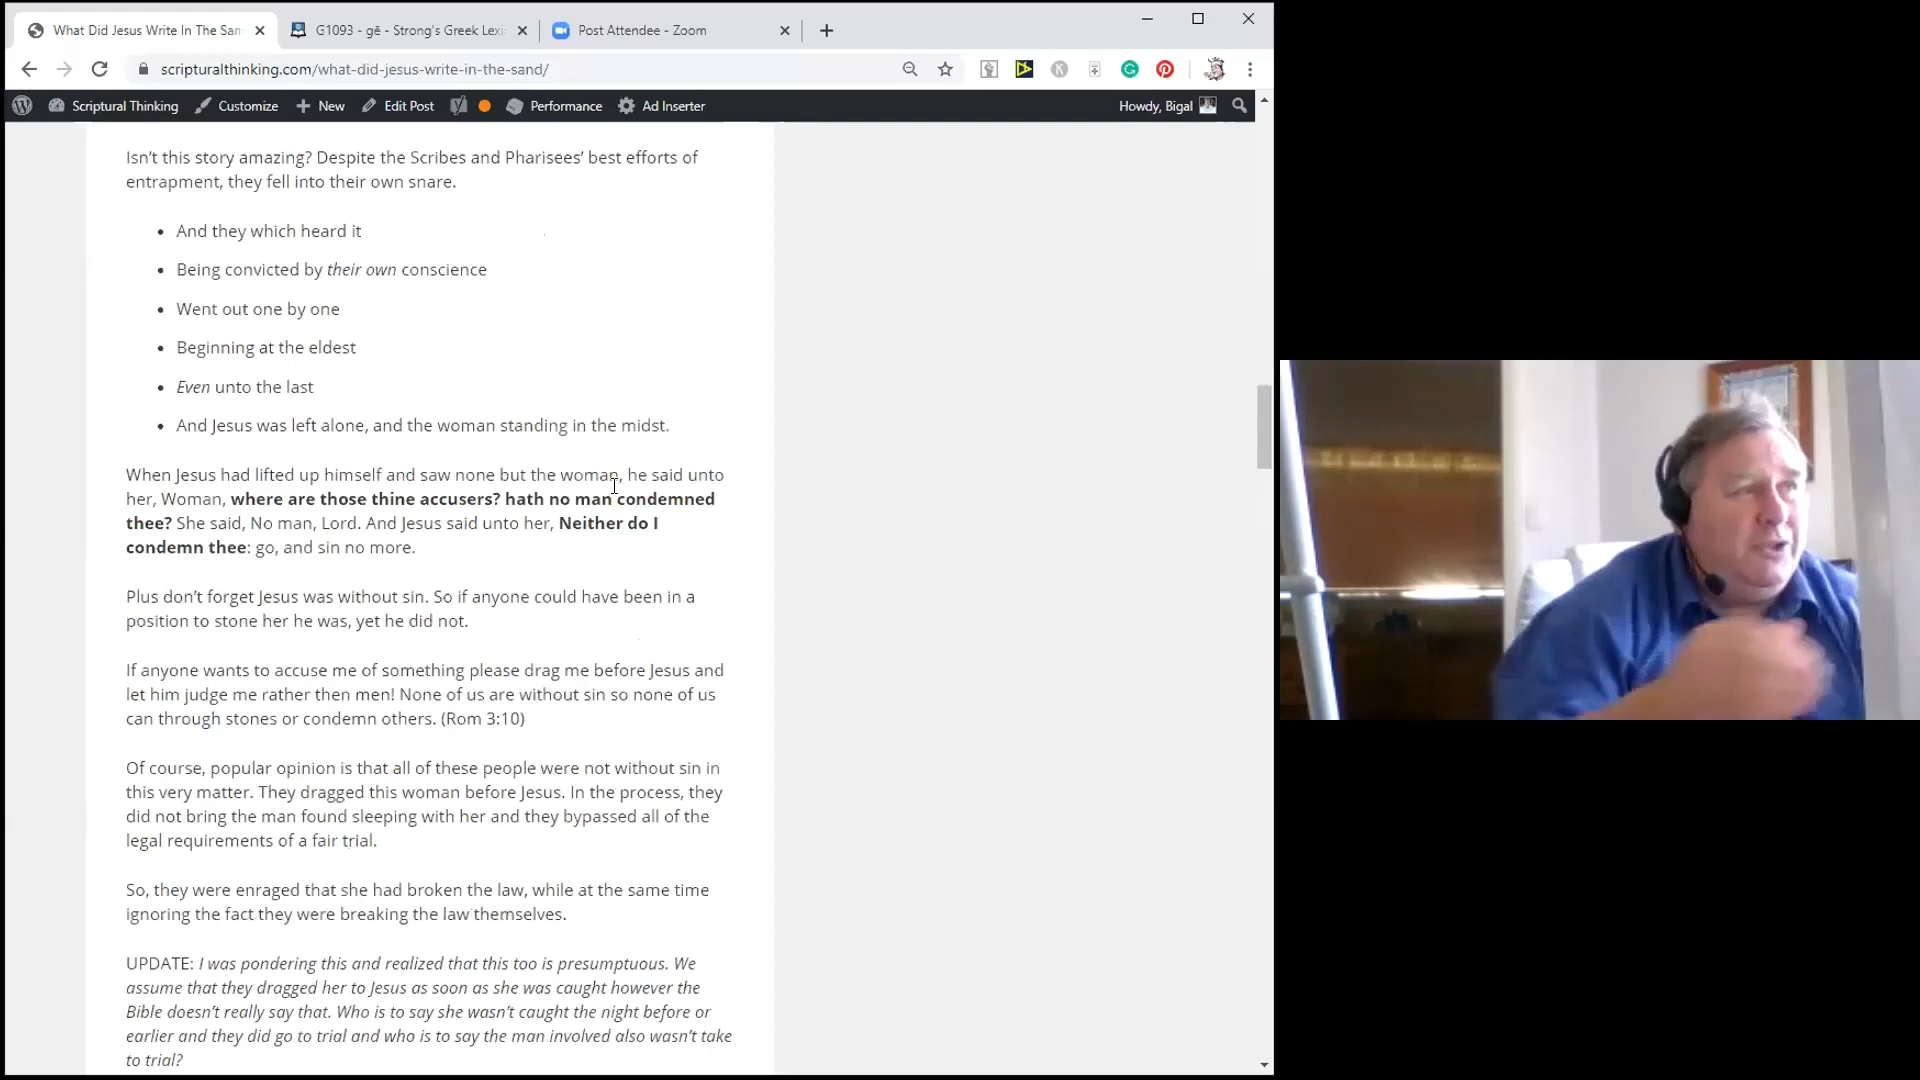 What Did Jesus Write In The San
G1093 - gē - Strong's Greek Lexi
Post Attendee - Zoom
scripturalthinking.com/what-did-jesus-write-in-the-sand/
Scriptural Thinking
Customize
New
Edit Post
Performance
Ad Inserter
Howdy, Bigal
Isn't this story amazing? Despite the Scribes and Pharisees' best efforts of
entrapment, they fell into their own snare.
• And they which heard it
• Being convicted by their own conscience
• Went out one by one
• Beginning at the eldest
• Even unto the last
• And Jesus was left alone, and the woman standing in the midst.
When Jesus had lifted up himself and saw none but the woman, he said unto
her, Woman, where are those thine accusers? hath no man condemned
thee? She said, No man, Lord. And Jesus said unto her, Neither do I
condemn thee: go, and sin no more.
Plus don't forget Jesus was without sin. So if anyone could have been in a
position to stone her he was, yet he did not.
If anyone wants to accuse me of something please drag me before Jesus and
let him judge me rather then men! None of us are without sin so none of us
can through stones or condemn others. (Rom 3:10)
Of course, popular opinion is that all of these people were not without sin in
this very matter. They dragged this woman before Jesus. In the process, they
did not bring the man found sleeping with her and they bypassed all of the
legal requirements of a fair trial.
So, they were enraged that she had broken the law, while at the same time
ignoring the fact they were breaking the law themselves.
UPDATE: I was pondering this and realized that this too is presumptuous. We
assume that they dragged her to Jesus as soon as she was caught however the
Bible doesn't really say that. Who is to say she wasn't caught the night before or
earlier and they did go to trial and who is to say the man involved also wasn't take
to trial?